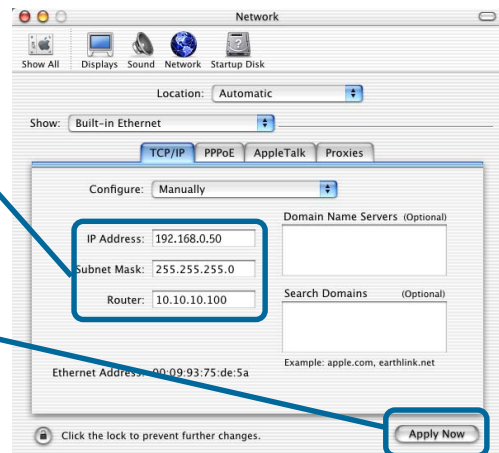 Network
Show All Displays Sound Network Startup Disk
Location: Automatic
Show: Built-in Ethernet
TCP/IP PPPoE AppleTalk Proxies
Configure: Manually
Domain Name Servers (Optional)
IP Address: 192.168.0.50
Subnet Mask: 255.255.255.0
Router: 10.10.10.100
Search Domains (Optional)
Example: apple.com, earthlink.net
Ethernet Address: 00:09:93:75:de:5a
Click the lock to prevent further changes.
Apply Now